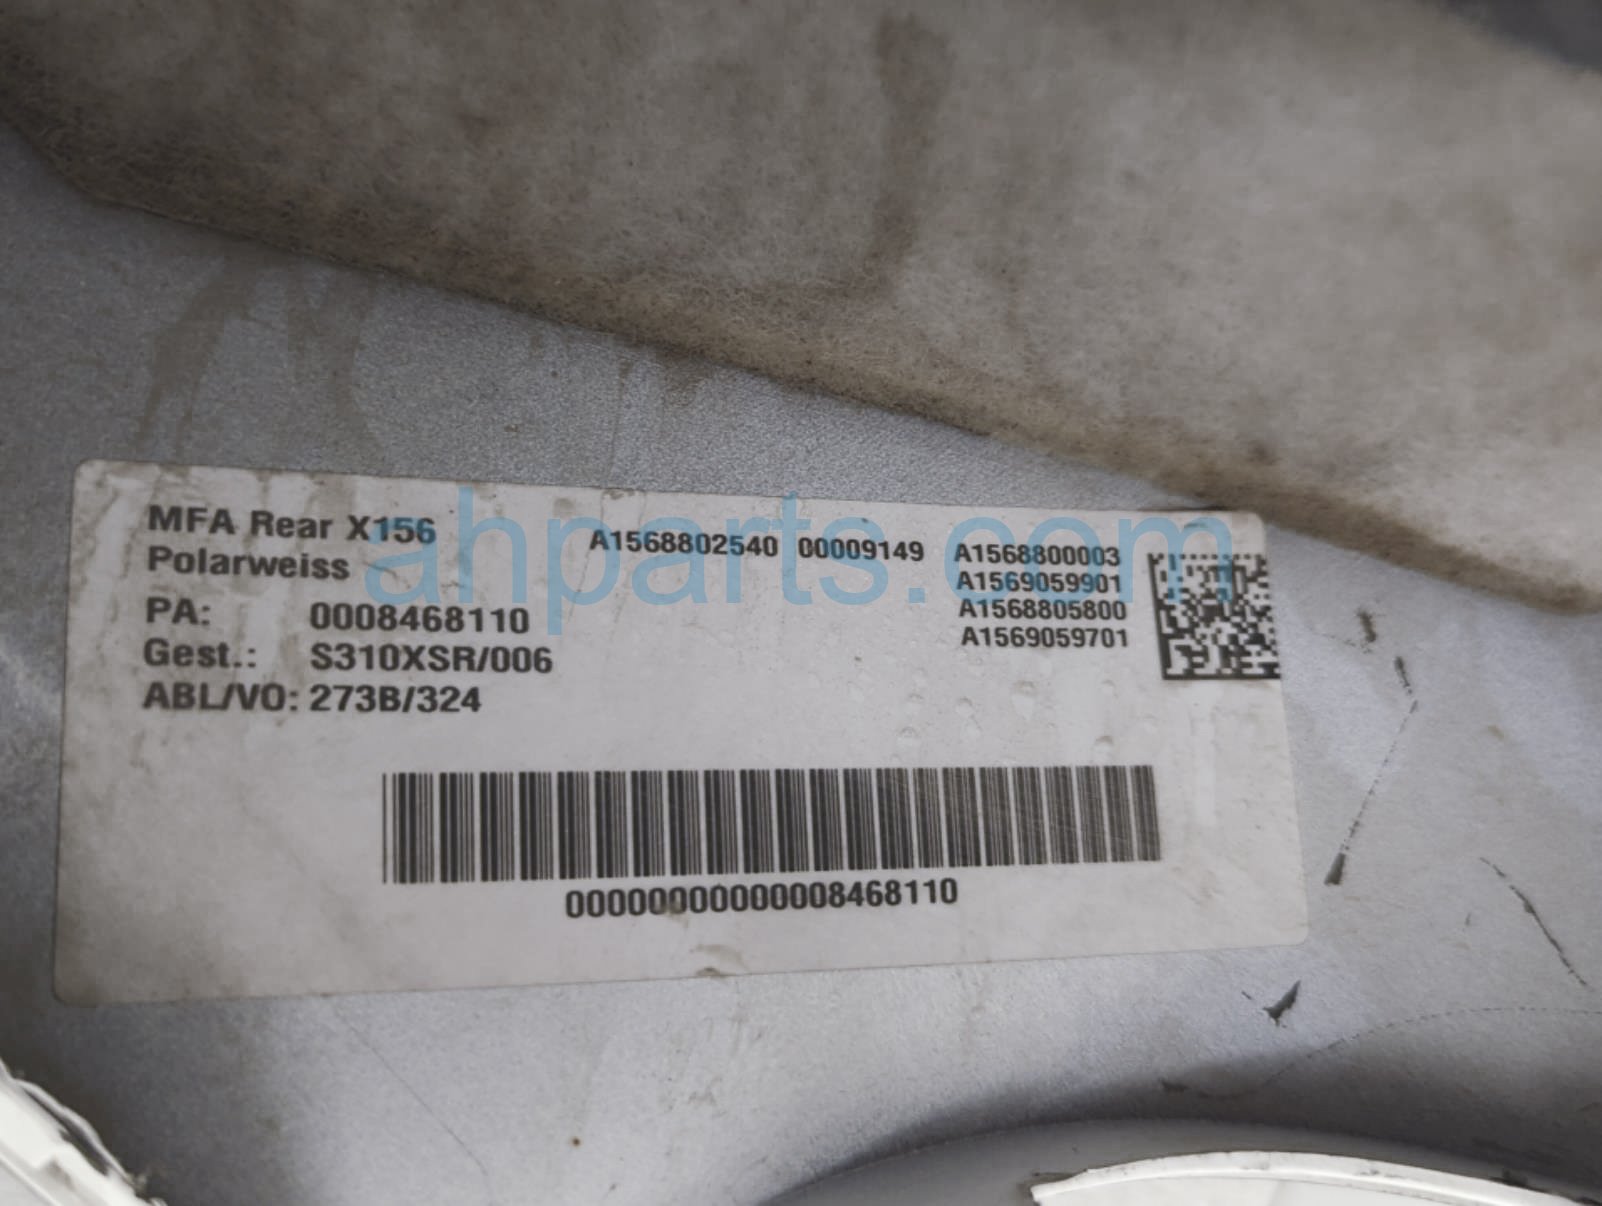 MFA Rear X156
Polarweiss
A1568802540 00009149 A1568800003
A1569059901
A1568805800
A1569059701
PA: 0008468110
Gest.: S310XSR/006
ABL/VO: 273B/324
00000000000008468110
ahparts.com